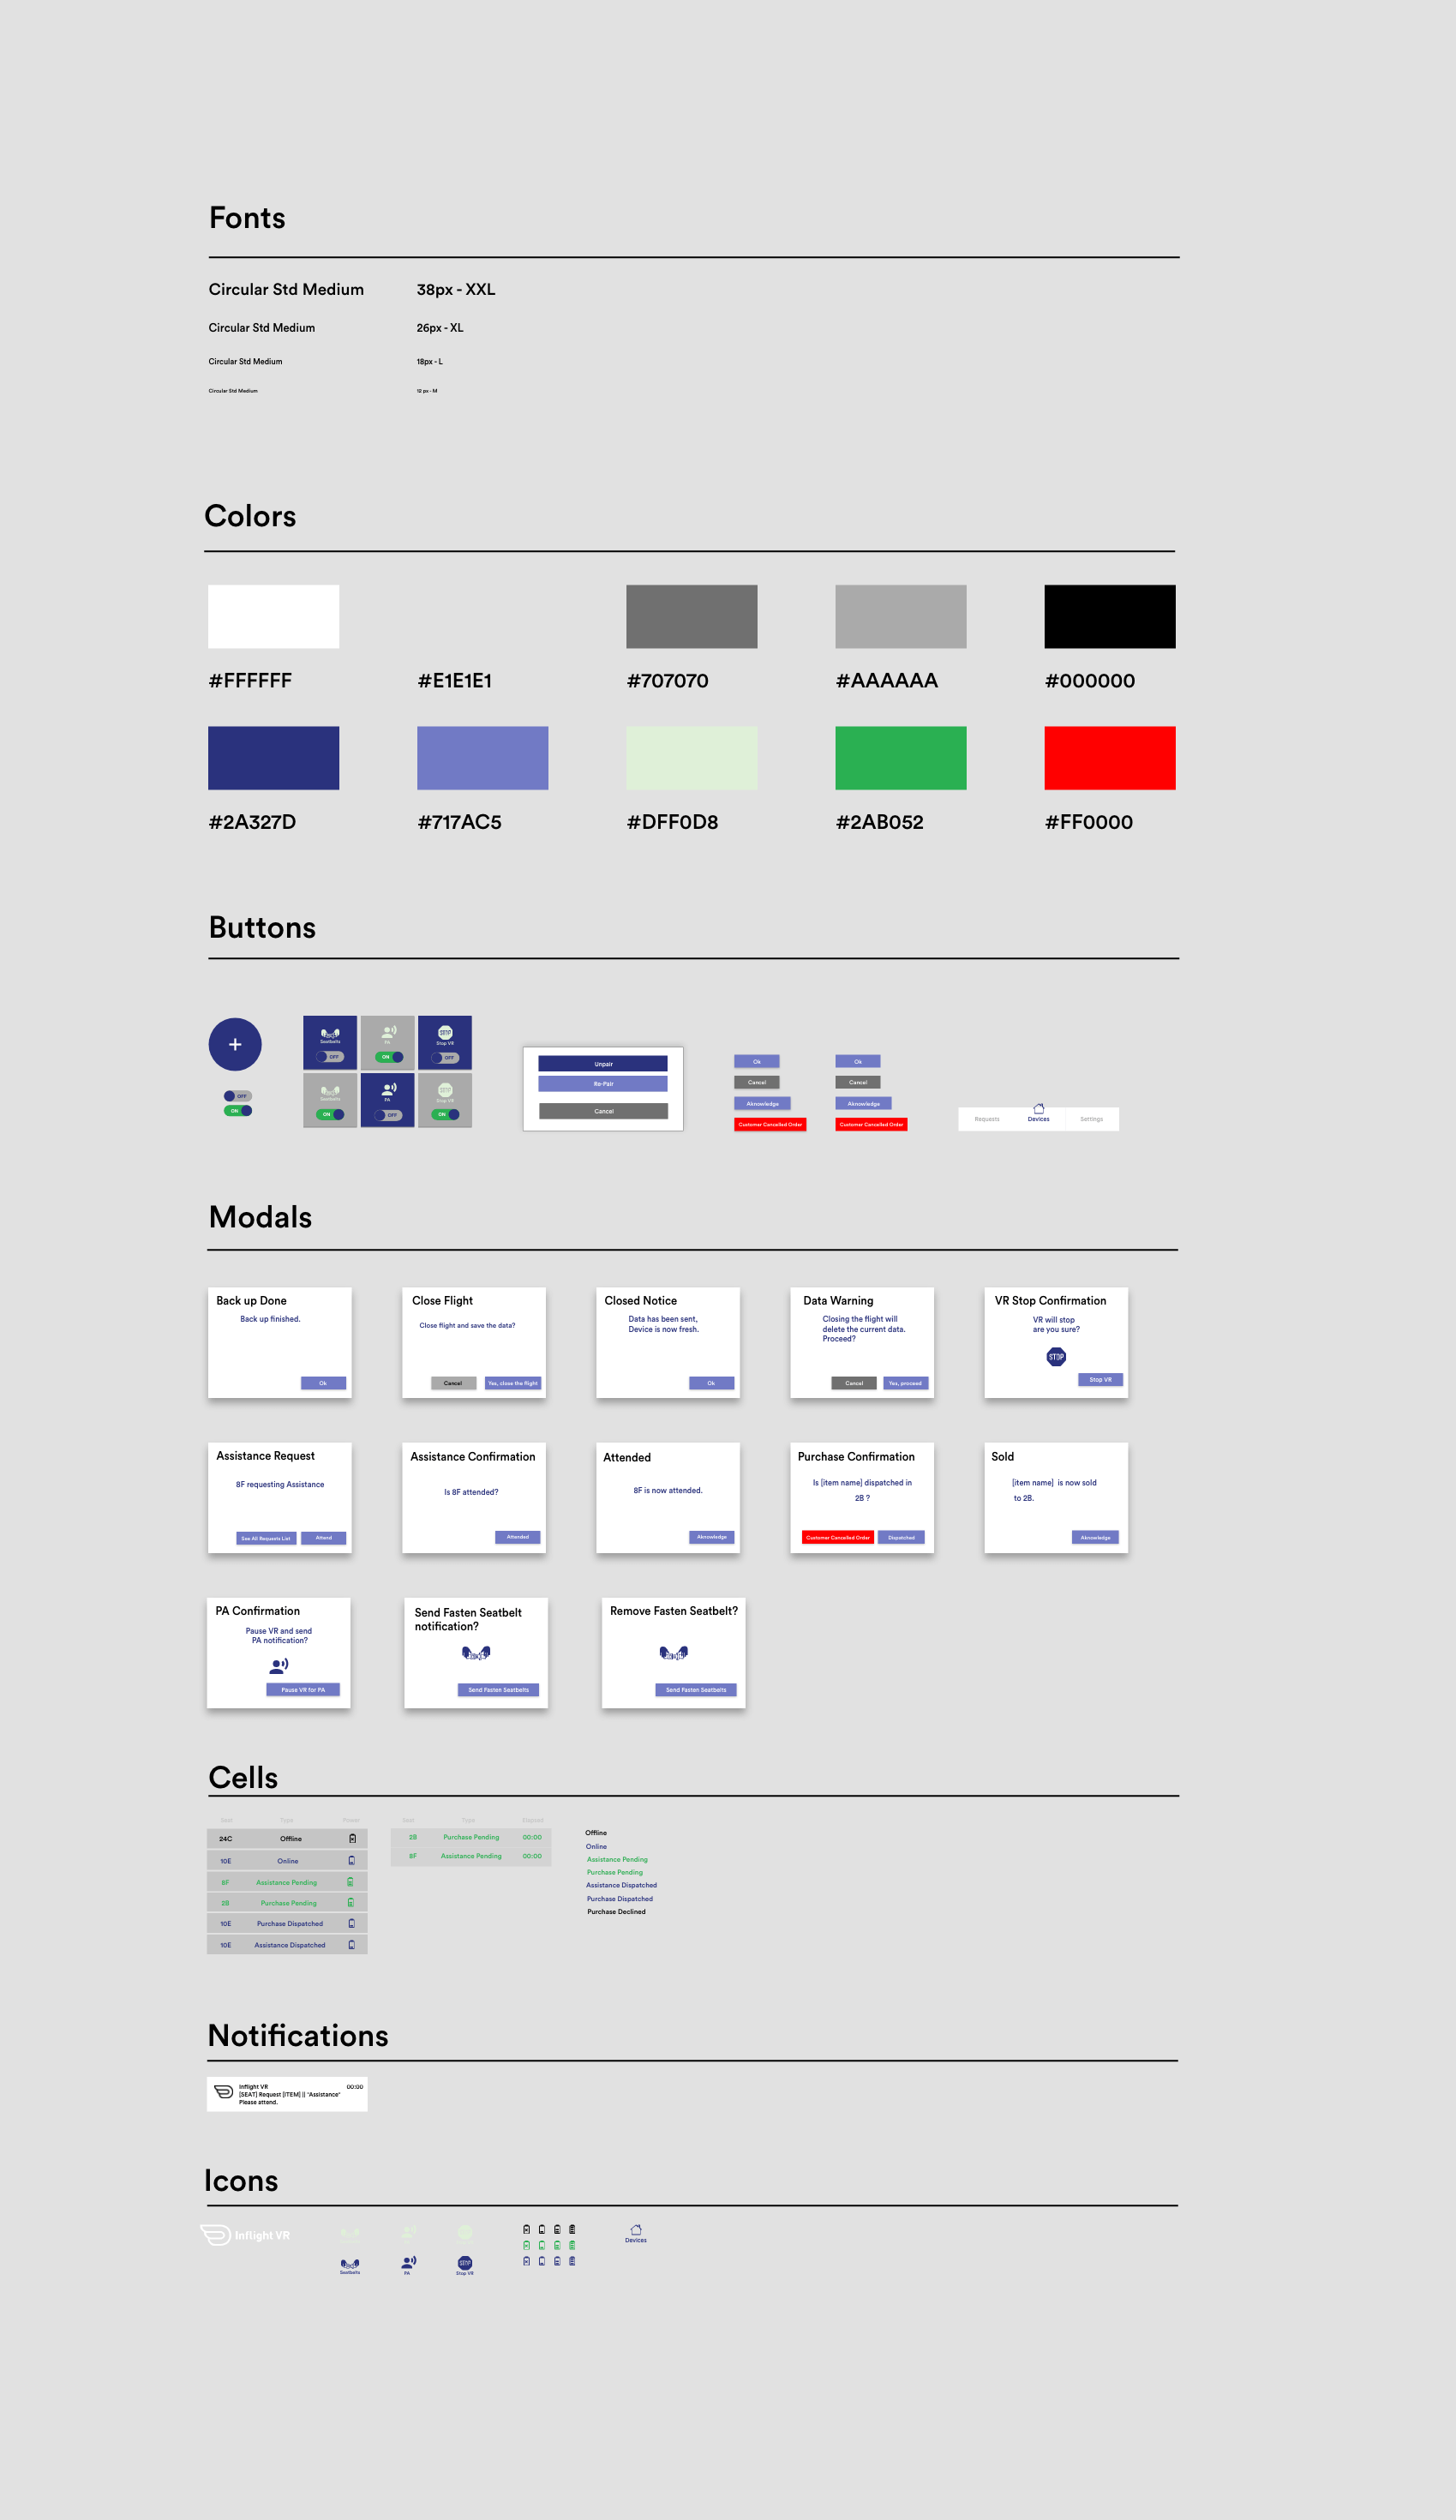 Fonts
Circular Std Medium 38px - XXL
Circular Std Medium 26px - XL
Circular Std Medium 18px - L
Circular Std Medium 12 px - M
Colors
#FFFFFF #E1E1E1 #707070 #AAAAAA #000000
#2A327D #717AC5 #DFF0D8 #2AB052 #FF0000
Buttons
+
OFF
ON
Seatbelts PA Stop VR
OFF ON OFF
Seatbelts PA Stop VR
ON OFF ON
Unpair
Re-Pair
Cancel
Ok
Cancel
Aknowledge
Customer Cancelled Order
Ok
Cancel
Aknowledge
Customer Cancelled Order
Requests Devices Settings
Modals
Back up Done
Back up finished.
Ok
Close Flight
Close flight and save the data?
Cancel Yes, close the flight
Closed Notice
Data has been sent,
Device is now fresh.
Ok
Data Warning
Closing the flight will
delete the current data.
Proceed?
Cancel Yes, proceed
VR Stop Confirmation
VR will stop
are you sure?
STOP
Stop VR
Assistance Request
8F requesting Assistance
See All Requests List Attend
Assistance Confirmation
Is 8F attended?
Attended
Attended
8F is now attended.
Aknowledge
Purchase Confirmation
Is [item name] dispatched in
2B ?
Customer Cancelled Order Dispatched
Sold
[item name] is now sold
to 2B.
Aknowledge
PA Confirmation
Pause VR and send
PA notification?
Pause VR for PA
Send Fasten Seatbelt
notification?
Send Fasten Seatbelts
Remove Fasten Seatbelt?
Send Fasten Seatbelts
Cells
Seat Type Power
24C Offline
10E Online
8F Assistance Pending
2B Purchase Pending
10E Purchase Dispatched
10E Assistance Dispatched
Seat Type Elapsed
2B Purchase Pending 00:00
8F Assistance Pending 00:00
Offline
Online
Assistance Pending
Purchase Pending
Assistance Dispatched
Purchase Dispatched
Purchase Declined
Notifications
Inflight VR 00:00
[SEAT] Request [ITEM] || "Assistance"
Please attend.
Icons
Inflight VR
Seatbelts PA Stop VR
Devices